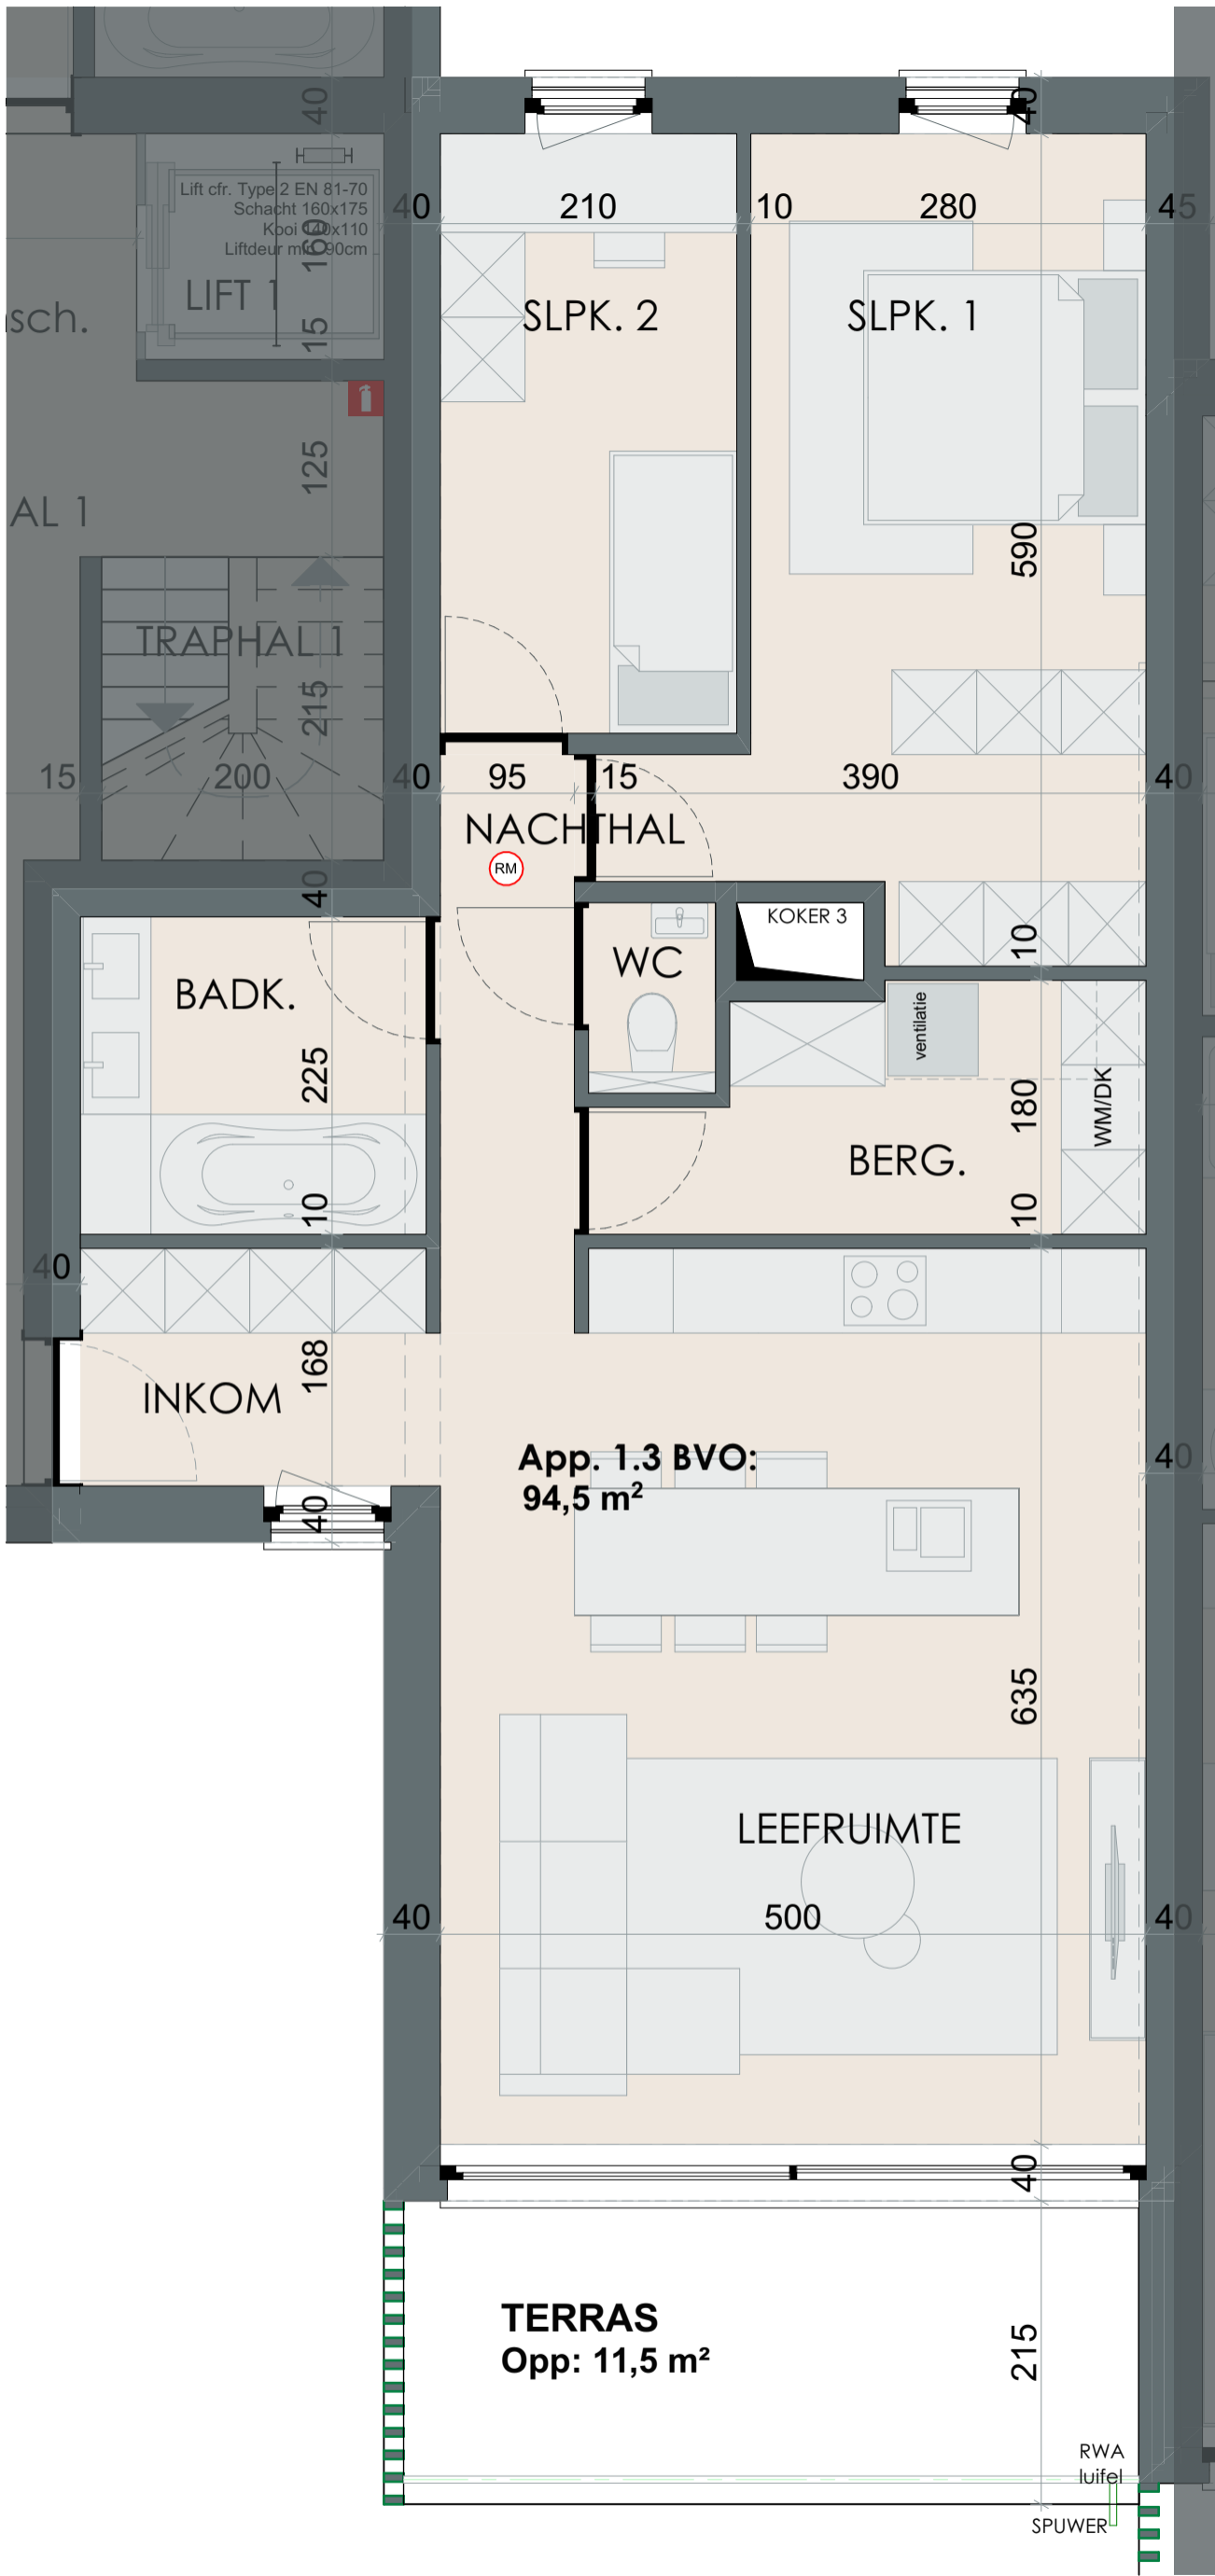 40
Lift cfr. Type 2 EN 81-70
Schacht 160x175
Kooi 140x110
Liftdeur min. 90cm
160
LIFT 1
15
sch.
40
210
10
280
45
40
SLPK. 2
SLPK. 1
125
AL 1
590
TRAPHAL 1
215
15
200
40
95
15
390
40
NACHTHAL
RM
40
KOKER 3
10
WC
BADK.
ventilatie
225
180
WM/DK
BERG.
10
10
40
168
INKOM
App. 1.3 BVO:
94,5 m²
40
40
635
LEEFRUIMTE
40
500
40
40
TERRAS
Opp: 11,5 m²
215
RWA
luifel
SPUWER